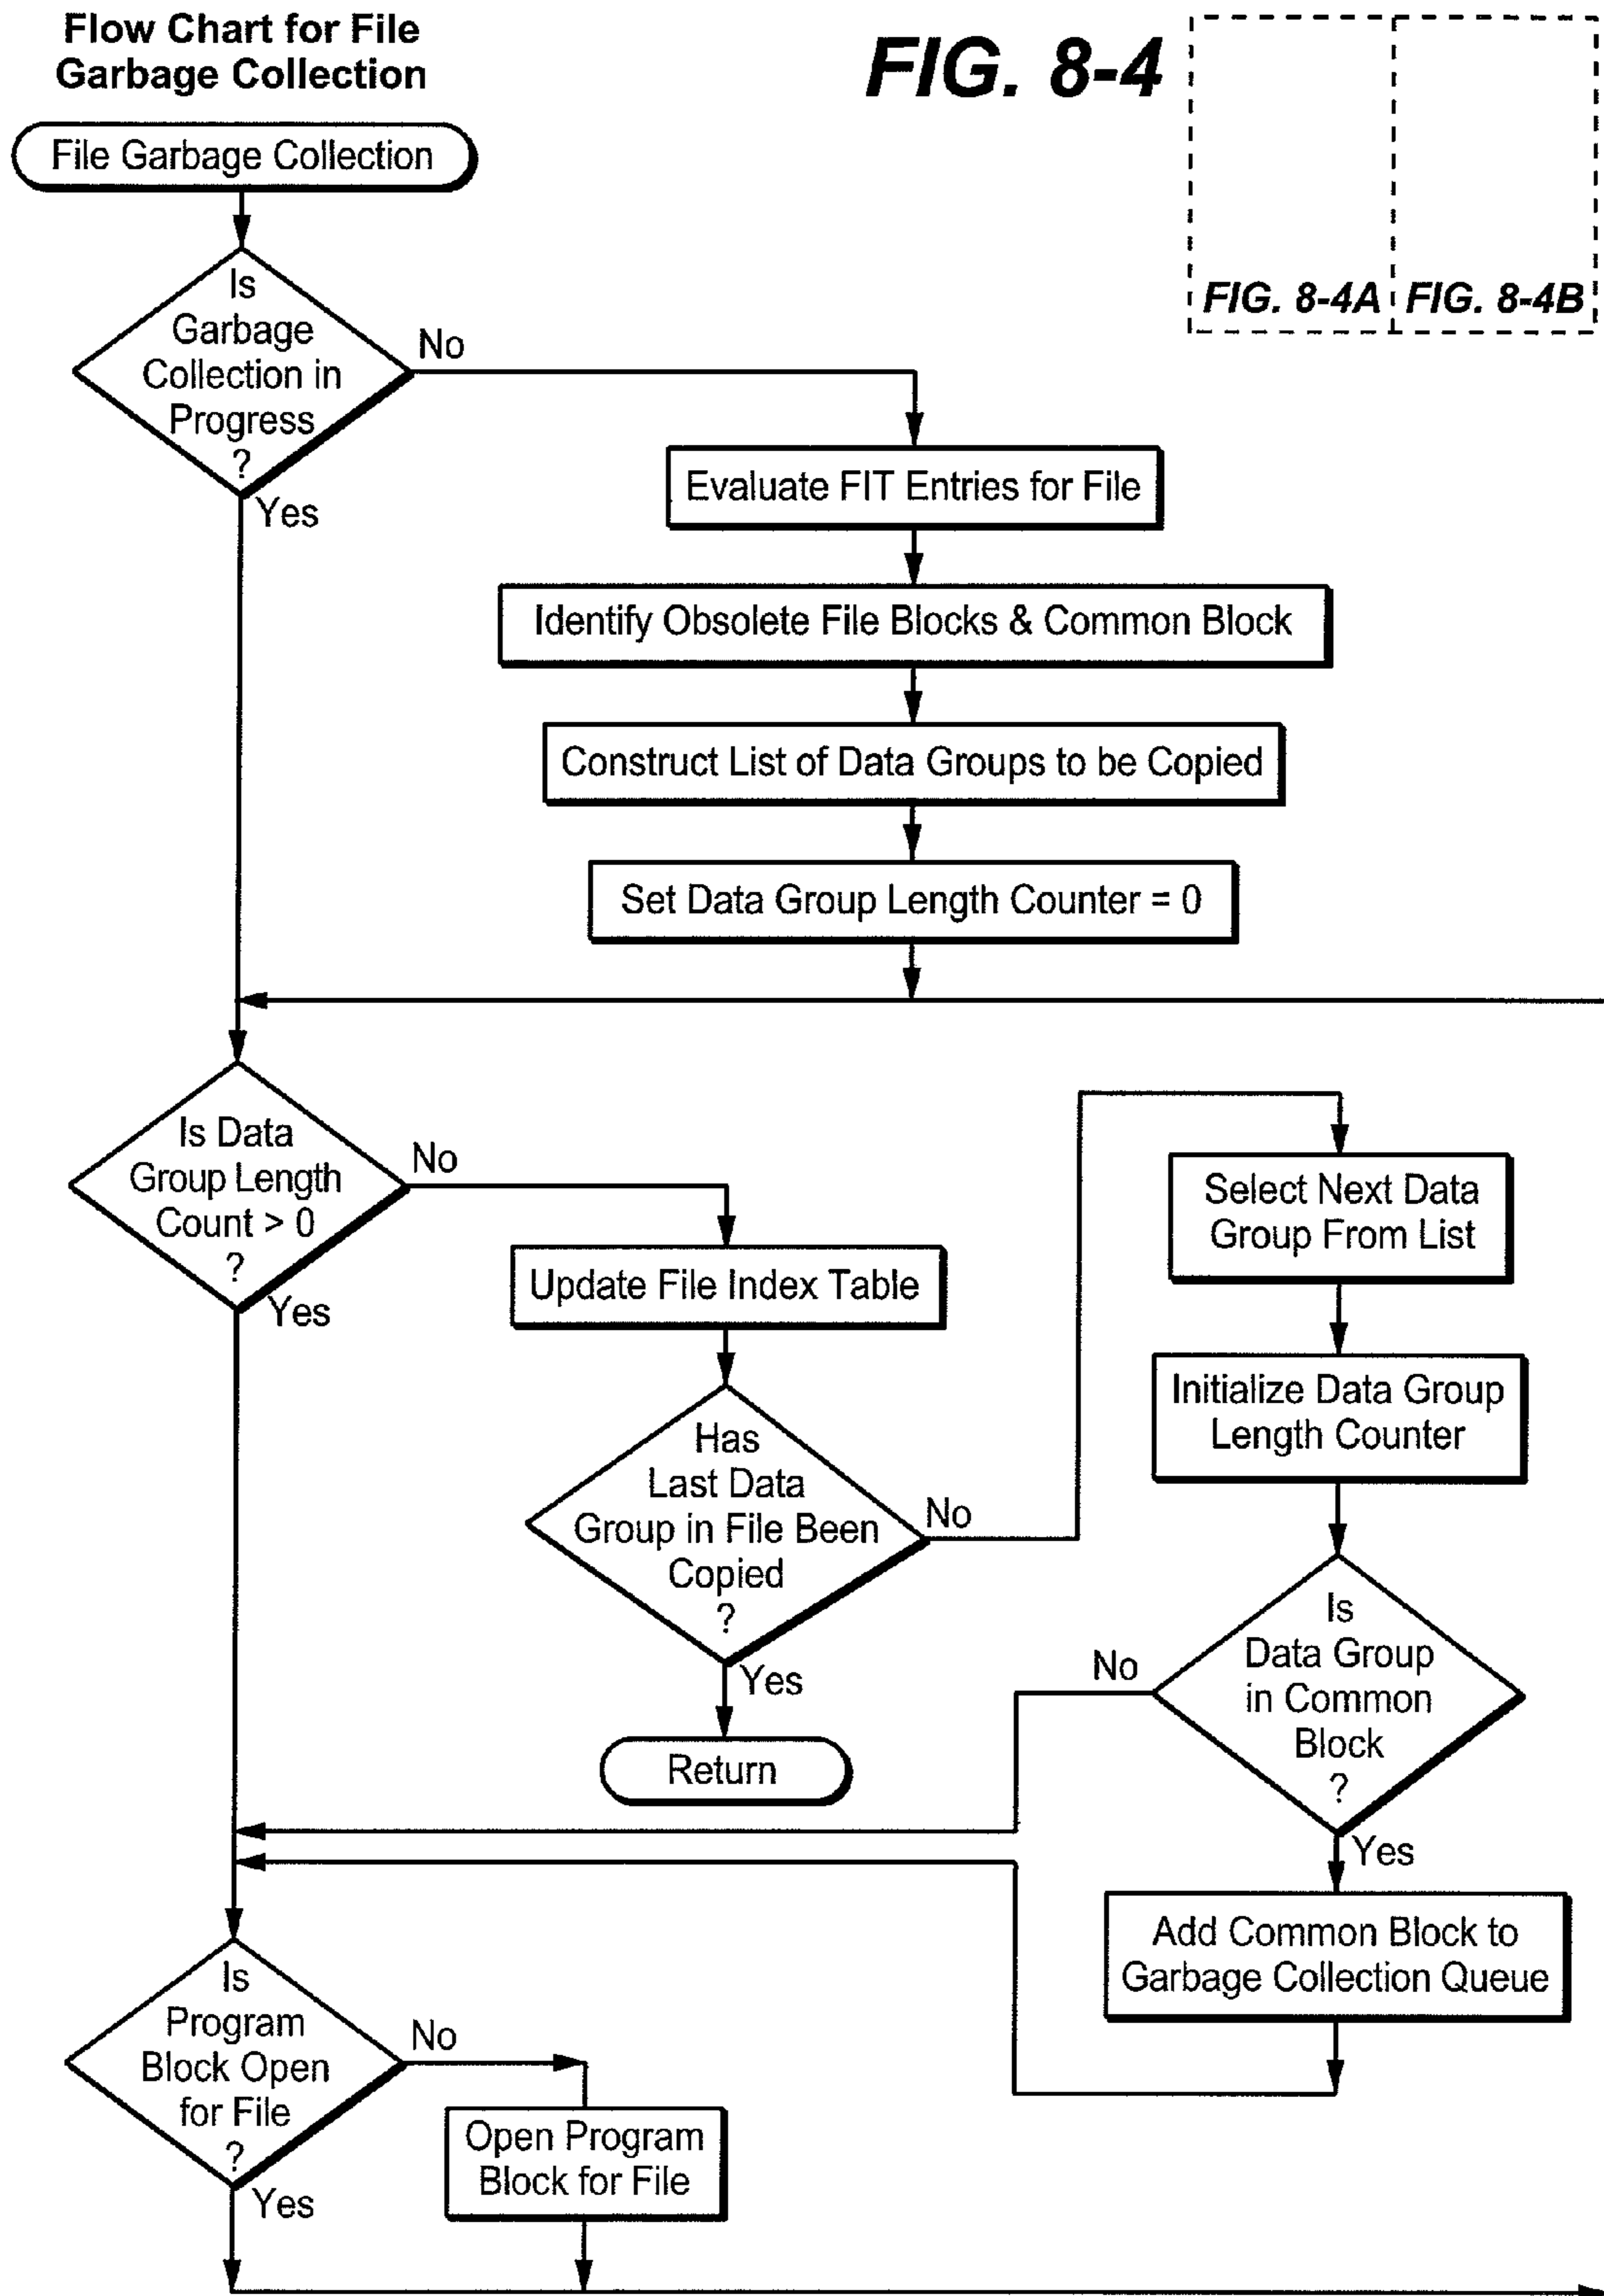 Flow Chart for File
Garbage Collection
FIG. 8-4
FIG. 8-4A
FIG. 8-4B
File Garbage Collection
Is
Garbage
Collection in
Progress
?
No
Yes
Evaluate FIT Entries for File
Identify Obsolete File Blocks & Common Block
Construct List of Data Groups to be Copied
Set Data Group Length Counter = 0
Is Data
Group Length
Count > 0
?
No
Yes
Update File Index Table
Has
Last Data
Group in File Been
Copied
?
No
Yes
Return
Select Next Data
Group From List
Initialize Data Group
Length Counter
Is
Data Group
in Common
Block
?
No
Yes
Add Common Block to
Garbage Collection Queue
Is
Program
Block Open
for File
?
No
Yes
Open Program
Block for File